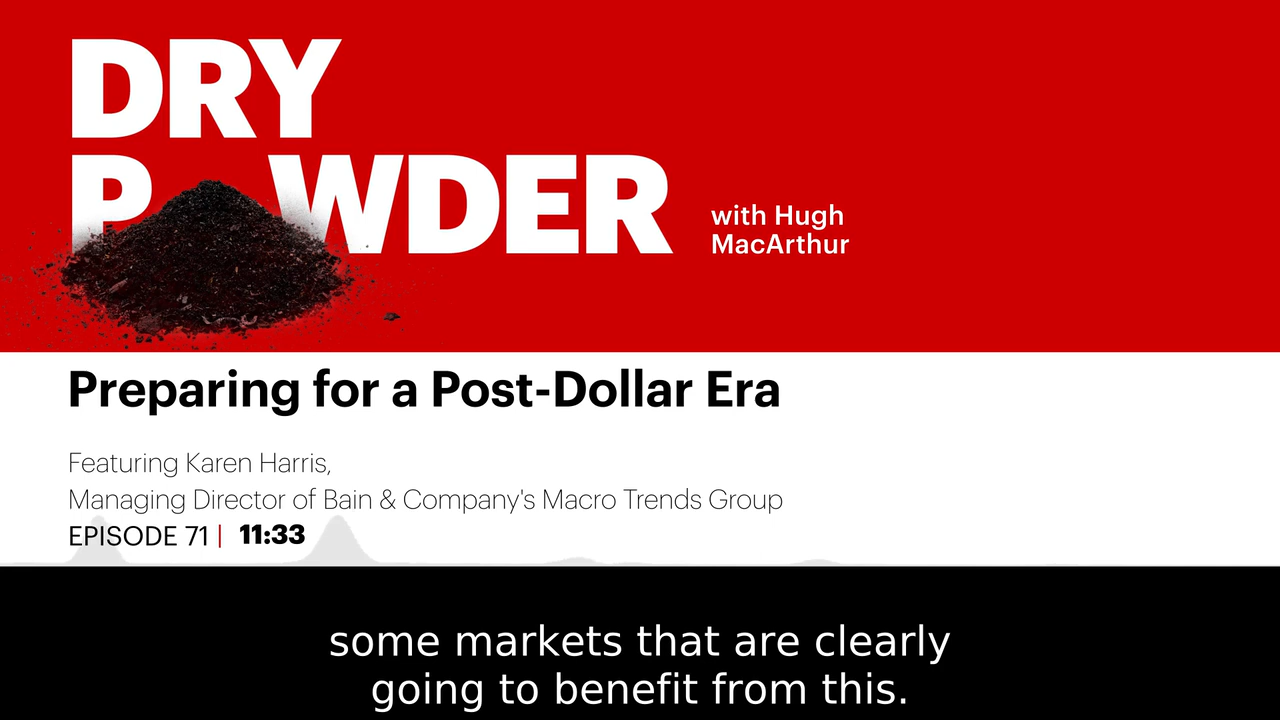 DRY
P WDER
with Hugh
MacArthur
Preparing for a Post-Dollar Era
Featuring Karen Harris,
Managing Director of Bain & Company's Macro Trends Group
EPISODE 71 | 11:33
some markets that are clearly
going to benefit from this.